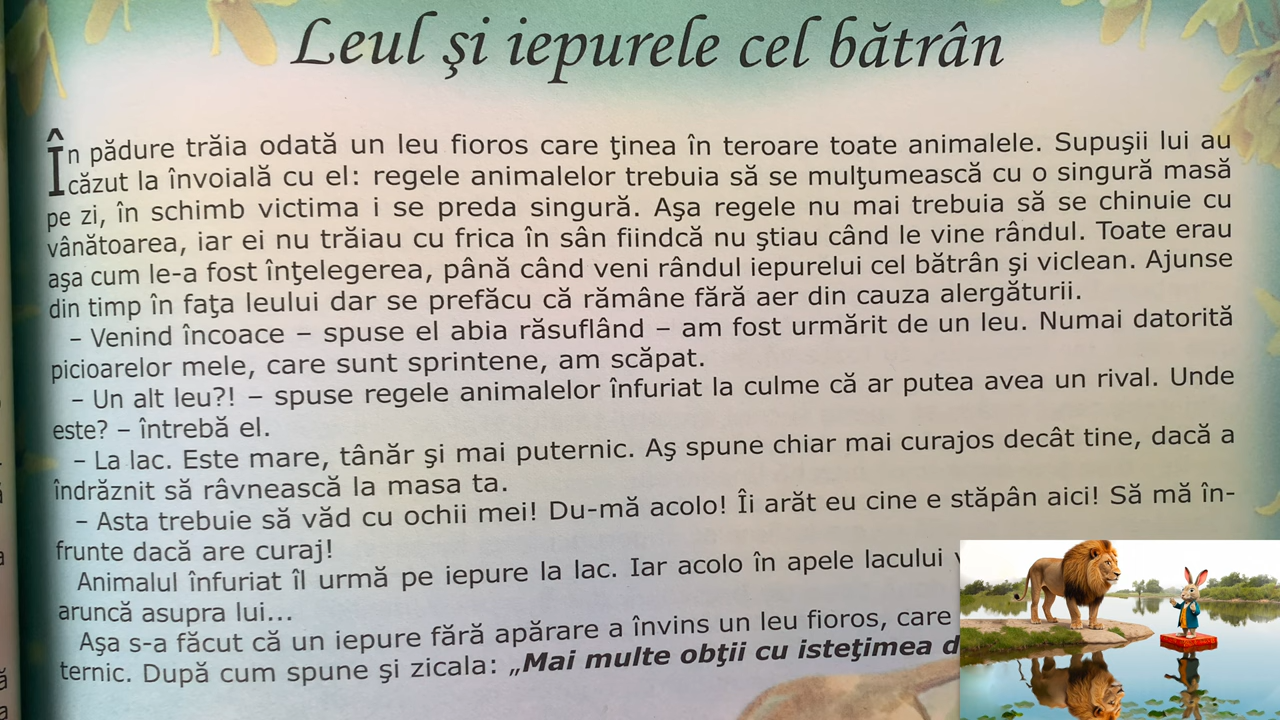 Leul şi iepurele cel bătrân
În pădure trăia odată un leu fioros care ţinea în teroare toate animalele. Supuşii lui au
căzut la învoială cu el: regele animalelor trebuia să se mulţumească cu o singură masă
pe zi, în schimb victima i se preda singură. Aşa regele nu mai trebuia să se chinuie cu
vânătoarea, iar ei nu trăiau cu frica în sân fiindcă nu ştiau când le vine rândul. Toate erau
aşa cum le-a fost înţelegerea, până când veni rândul iepurelui cel bătrân şi viclean. Ajunse
din timp în faţa leului dar se prefăcu că rămâne fără aer din cauza alergăturii.
– Venind încoace – spuse el abia răsuflând – am fost urmărit de un leu. Numai datorită
picioarelor mele, care sunt sprintene, am scăpat.
– Un alt leu?! – spuse regele animalelor înfuriat la culme că ar putea avea un rival. Unde
este? – întrebă el.
– La lac. Este mare, tânăr şi mai puternic. Aş spune chiar mai curajos decât tine, dacă a
îndrăznit să râvnească la masa ta.
– Asta trebuie să văd cu ochii mei! Du-mă acolo! Îi arăt eu cine e stăpân aici! Să mă în-
frunte dacă are curaj!
Animalul înfuriat îl urmă pe iepure la lac. Iar acolo în apele lacului
aruncă asupra lui...
Aşa s-a făcut că un iepure fără apărare a învins un leu fioros, care
ternic. După cum spune şi zicala: „Mai multe obţii cu isteţimea